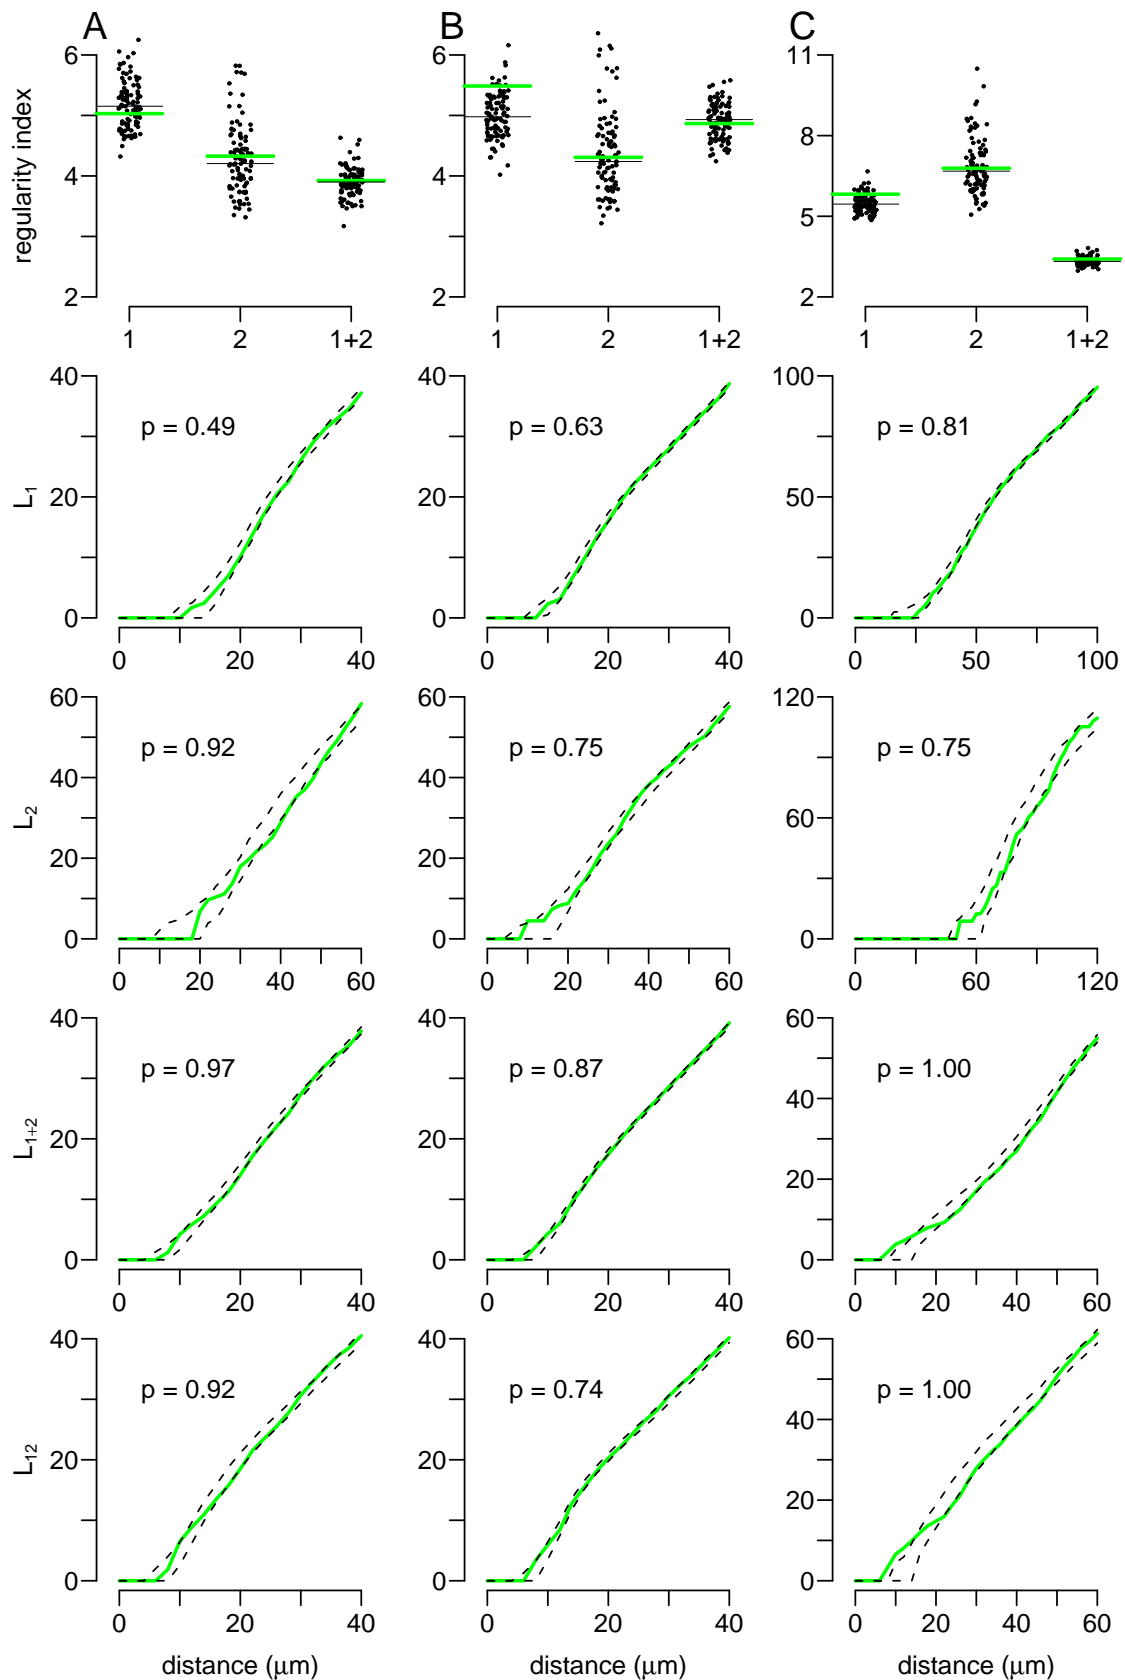 A B C
regularity index
6 6 11
4 4 8
5
2 2 2
1 2 1+2 1 2 1+2 1 2 1+2
L1
40 40 100
p = 0.49 p = 0.63 p = 0.81
20 20 50
0 0 0
0 20 40 0 20 40 0 50 100
L2
60 60 120
p = 0.92 p = 0.75 p = 0.75
40 40 60
20 20
0 0 0
0 20 40 60 0 20 40 60 0 60 120
L1+2
40 40 60
p = 0.97 p = 0.87 p = 1.00
40
20 20 20
0 0 0
0 20 40 0 20 40 0 20 40 60
L12
40 40 60
p = 0.92 p = 0.74 p = 1.00
40
20 20 20
0 0 0
0 20 40 0 20 40 0 20 40 60
distance (μm) distance (μm) distance (μm)